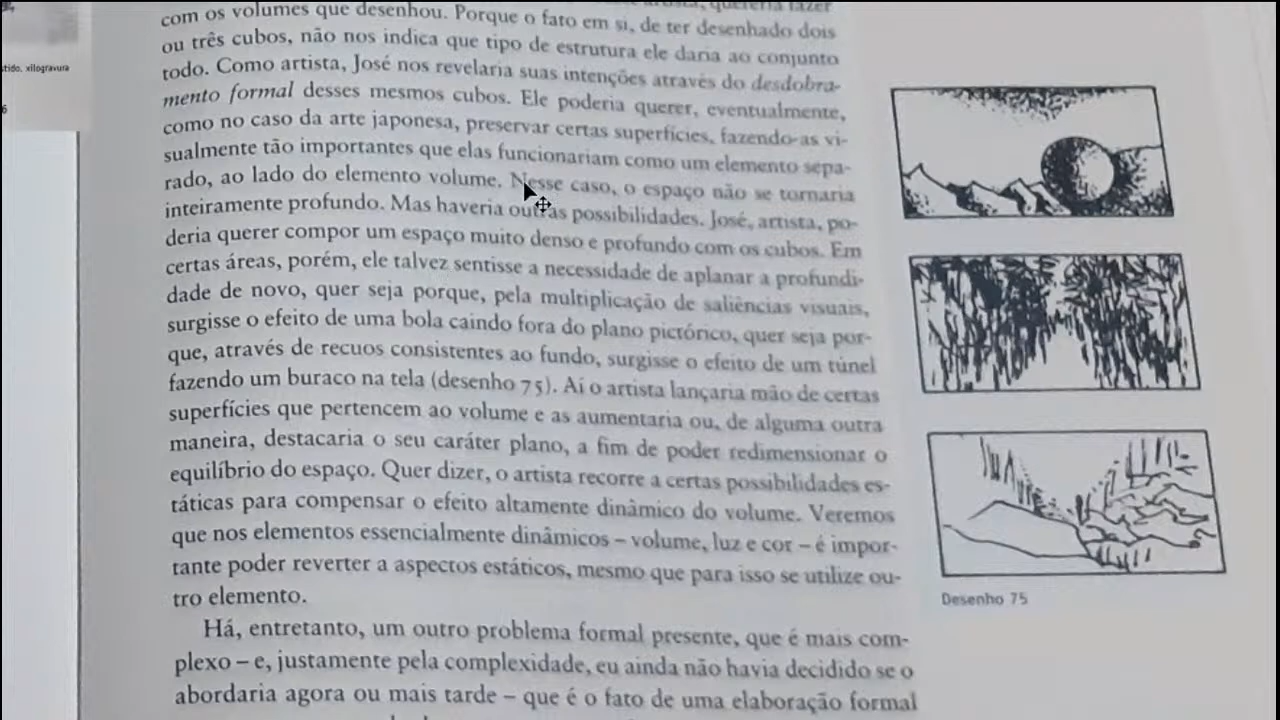 tido. xilogravura
6
com os volumes que desenhou. Porque o fato em si, de ter desenhado dois
ou três cubos, não nos indica que tipo de estrutura ele daria ao conjunto
todo. Como artista, José nos revelaria suas intenções através do desdobra-
mento formal desses mesmos cubos. Ele poderia querer, eventualmente,
como no caso da arte japonesa, preservar certas superfícies, fazendo-as vi-
sualmente tão importantes que elas funcionariam como um elemento sepa-
rado, ao lado do elemento volume. Nesse caso, o espaço não se tornaria
inteiramente profundo. Mas haveria outras possibilidades. José, artista, po-
deria querer compor um espaço muito denso e profundo com os cubos. Em
certas áreas, porém, ele talvez sentisse a necessidade de aplanar a profundi-
dade de novo, quer seja porque, pela multiplicação de saliências visuais,
surgisse o efeito de uma bola caindo fora do plano pictórico, quer seja por-
que, através de recuos consistentes ao fundo, surgisse o efeito de um túnel
fazendo um buraco na tela (desenho 75). Aí o artista lançaria mão de certas
superfícies que pertencem ao volume e as aumentaria ou, de alguma outra
maneira, destacaria o seu caráter plano, a fim de poder redimensionar o
equilíbrio do espaço. Quer dizer, o artista recorre a certas possibilidades es-
táticas para compensar o efeito altamente dinâmico do volume. Veremos
que nos elementos essencialmente dinâmicos – volume, luz e cor – é impor-
tante poder reverter a aspectos estáticos, mesmo que para isso se utilize ou-
tro elemento.
Há, entretanto, um outro problema formal presente, que é mais com-
plexo – e, justamente pela complexidade, eu ainda não havia decidido se o
abordaria agora ou mais tarde – que é o fato de uma elaboração formal
Desenho 75